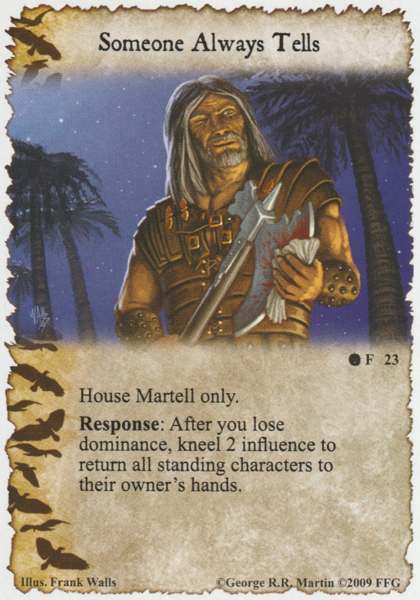 Someone Always Tells
F 23
House Martell only.
Response: After you lose
dominance, kneel 2 influence to
return all standing characters to
their owner's hands.
Illus. Frank Walls
©George R.R. Martin ©2009 FFG